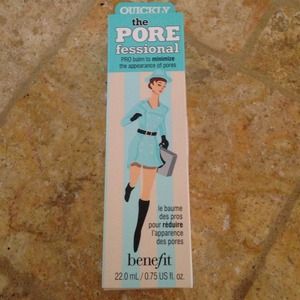 QUICKLY
the
PORE
fessional
PRO balm to minimize
the appearance of pores
le baume
des pros
pour réduire
l'apparence
des pores
benefit
22.0 mL / 0.75 US fl. oz.